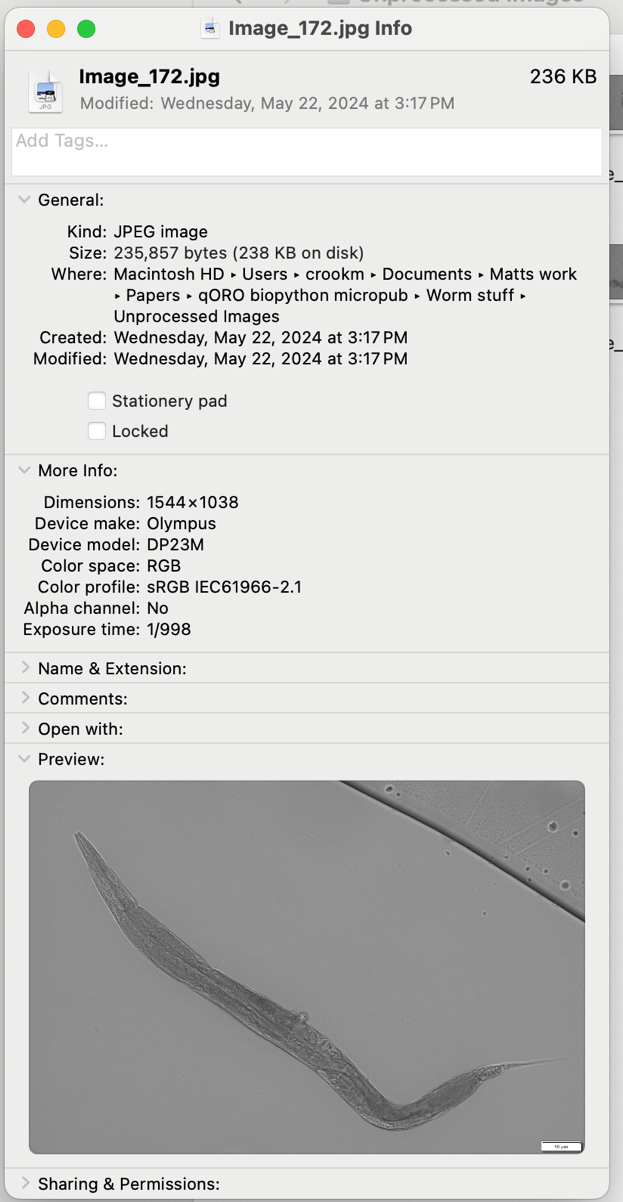 Unprocessed Images
Image_172.jpg Info
JPG
Image_172.jpg
236 KB
Modified: Wednesday, May 22, 2024 at 3:17 PM
Add Tags...
General:
Kind: JPEG image
Size: 235,857 bytes (238 KB on disk)
Where: Macintosh HD ▸ Users ▸ crookm ▸ Documents ▸ Matts work
▸ Papers ▸ qORO biopython micropub ▸ Worm stuff ▸
Unprocessed Images
Created: Wednesday, May 22, 2024 at 3:17 PM
Modified: Wednesday, May 22, 2024 at 3:17 PM
Stationery pad
Locked
More Info:
Dimensions: 1544×1038
Device make: Olympus
Device model: DP23M
Color space: RGB
Color profile: sRGB IEC61966-2.1
Alpha channel: No
Exposure time: 1/998
Name & Extension:
Comments:
Open with:
Preview:
Sharing & Permissions: